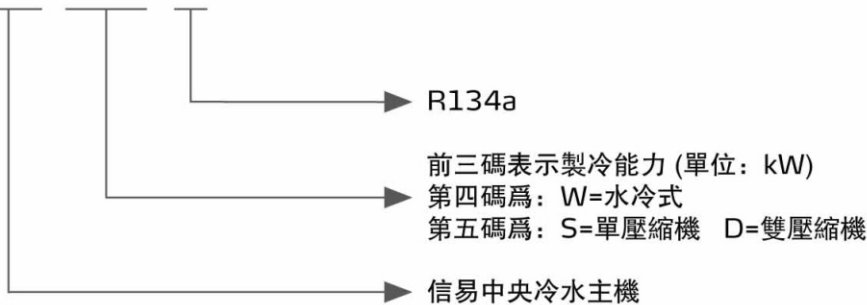 R134a
前三碼表示製冷能力 (單位：kW)
第四碼爲：W=水冷式
第五碼爲：S=單壓縮機 D=雙壓縮機
信易中央冷水主機